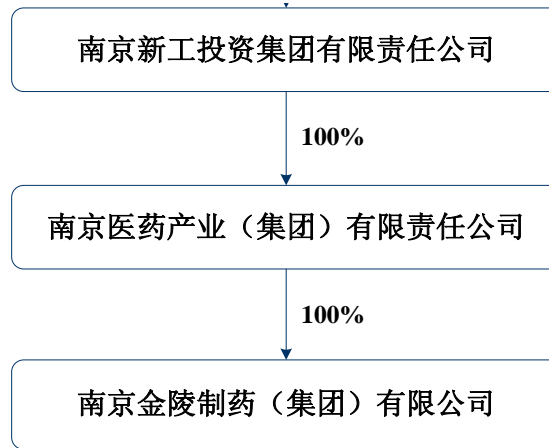 南京新工投资集团有限责任公司
100%
南京医药产业（集团）有限责任公司
100%
南京金陵制药（集团）有限公司